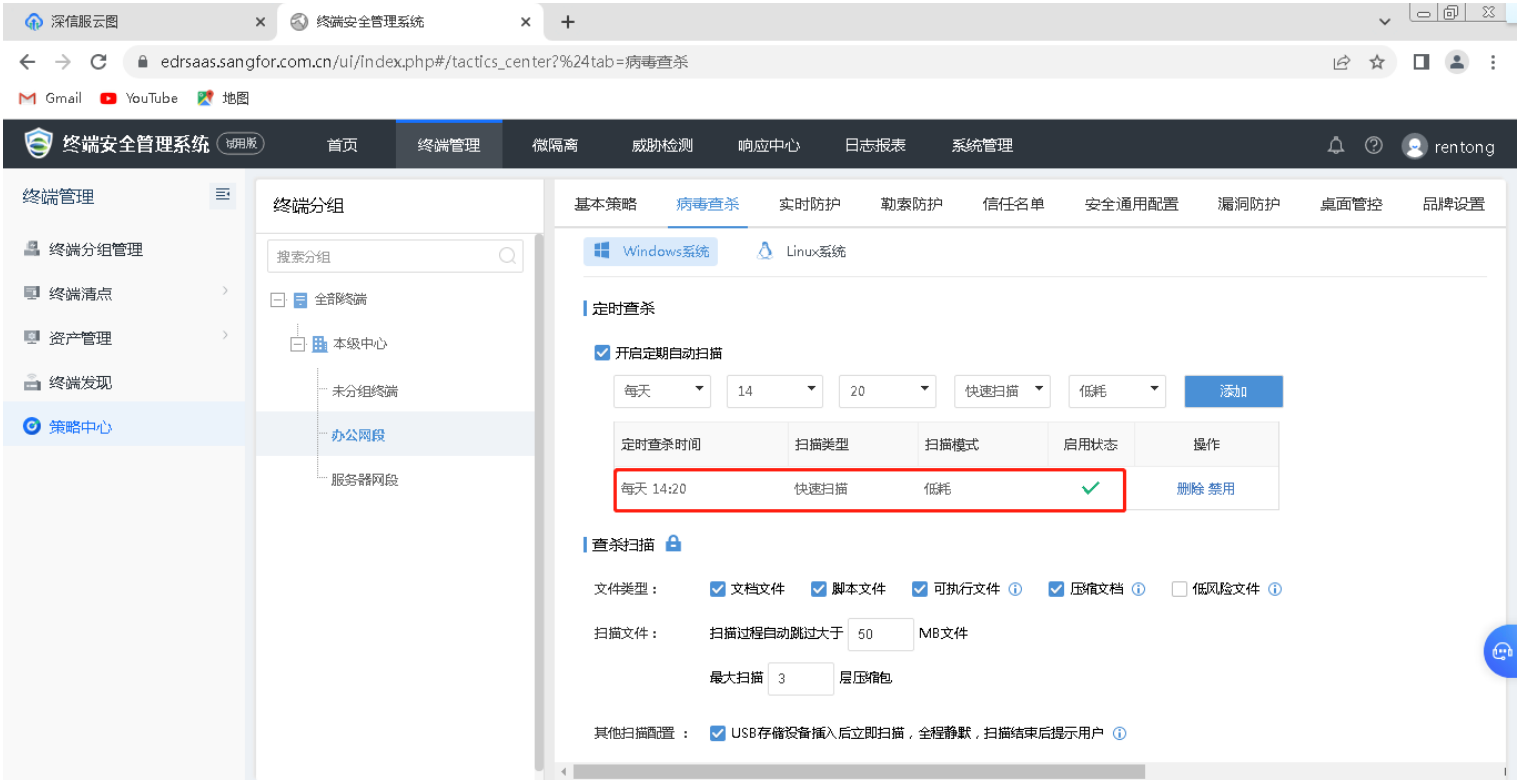 深信服云图
终端安全管理系统
edrsaas.sangfor.com.cn/ui/index.php#/tactics_center?%24tab=病毒查杀
Gmail YouTube 地图
终端安全管理系统 试用版 首页 终端管理 微隔离 威胁检测 响应中心 日志报表 系统管理 rentong
终端管理
终端分组管理
终端清点
资产管理
终端发现
策略中心
终端分组
搜索分组
全部终端
本级中心
未分组终端
办公网段
服务器网段
基本策略 病毒查杀 实时防护 勒索防护 信任名单 安全通用配置 漏洞防护 桌面管控 品牌设置
Windows系统 Linux系统
定时查杀
开启定期自动扫描
每天 14 20 快速扫描 低耗 添加
定时查杀时间 扫描类型 扫描模式 启用状态 操作
每天 14:20 快速扫描 低耗 删除 禁用
查杀扫描
文件类型： 文档文件 脚本文件 可执行文件 压缩文档 低风险文件
扫描文件： 扫描过程自动跳过大于 50 MB文件
最大扫描 3 层压缩包
其他扫描配置 ： USB存储设备插入后立即扫描，全程静默，扫描结束后提示用户